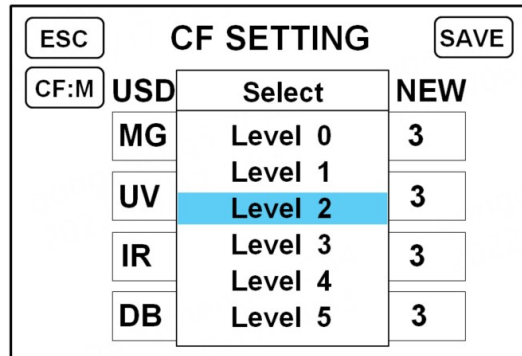 ESC CF SETTING SAVE
CF:M USD Select NEW
MG Level 0 3
Level 1
UV Level 2 3
Level 3
IR Level 4 3
DB Level 5 3